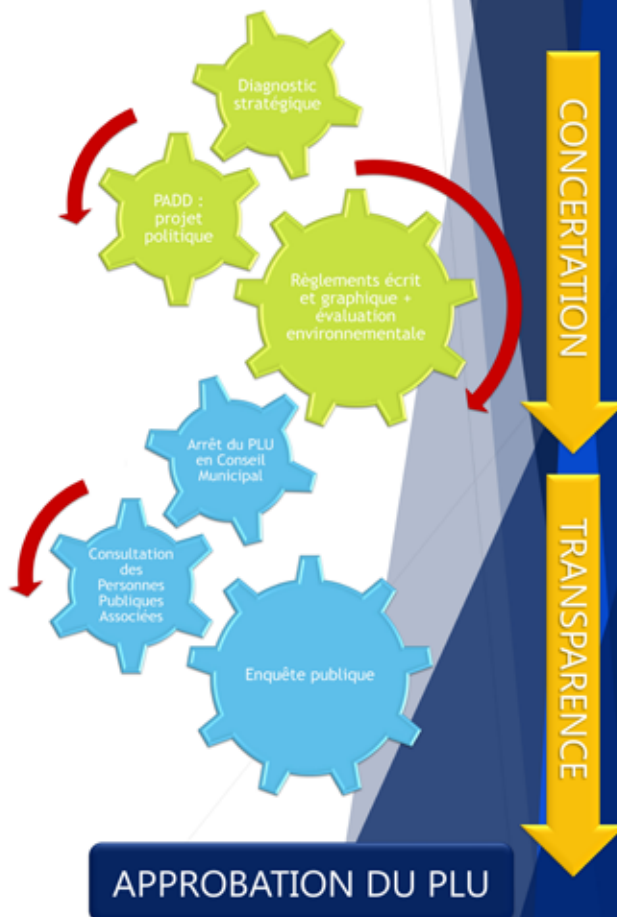 Diagnostic
stratégique
PADD :
projet
politique
Règlements écrit
et graphique +
évaluation
environnementale
CONCERTATION
Arrêt du PLU
en Conseil
Municipal
Consultation
des
Personnes
Publiques
Associées
Enquête publique
TRANSPARENCE
APPROBATION DU PLU